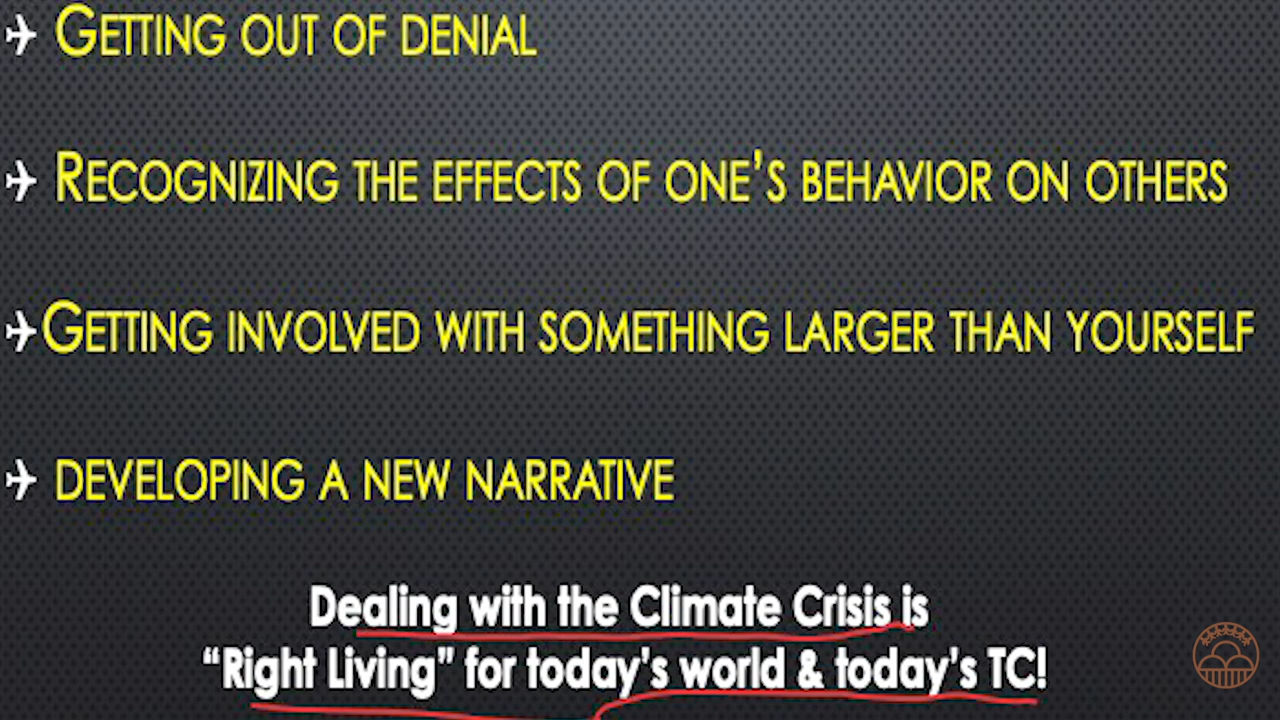 GETTING OUT OF DENIAL
RECOGNIZING THE EFFECTS OF ONE'S BEHAVIOR ON OTHERS
GETTING INVOLVED WITH SOMETHING LARGER THAN YOURSELF
DEVELOPING A NEW NARRATIVE
Dealing with the Climate Crisis is
“Right Living” for today's world & today's TC!